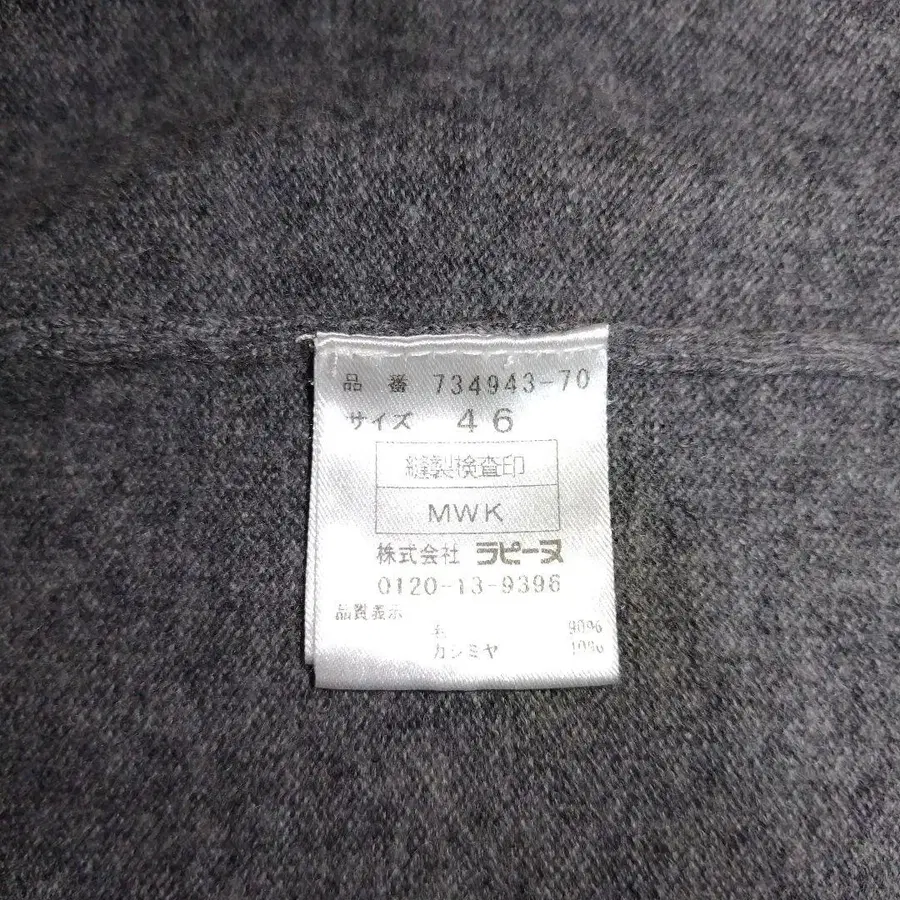 品番 734943-70
サイズ 46
縫製検査印
MWK
株式会社 ラピーヌ
0120-13-9396
品質表示
毛 90%
カシミヤ 10%